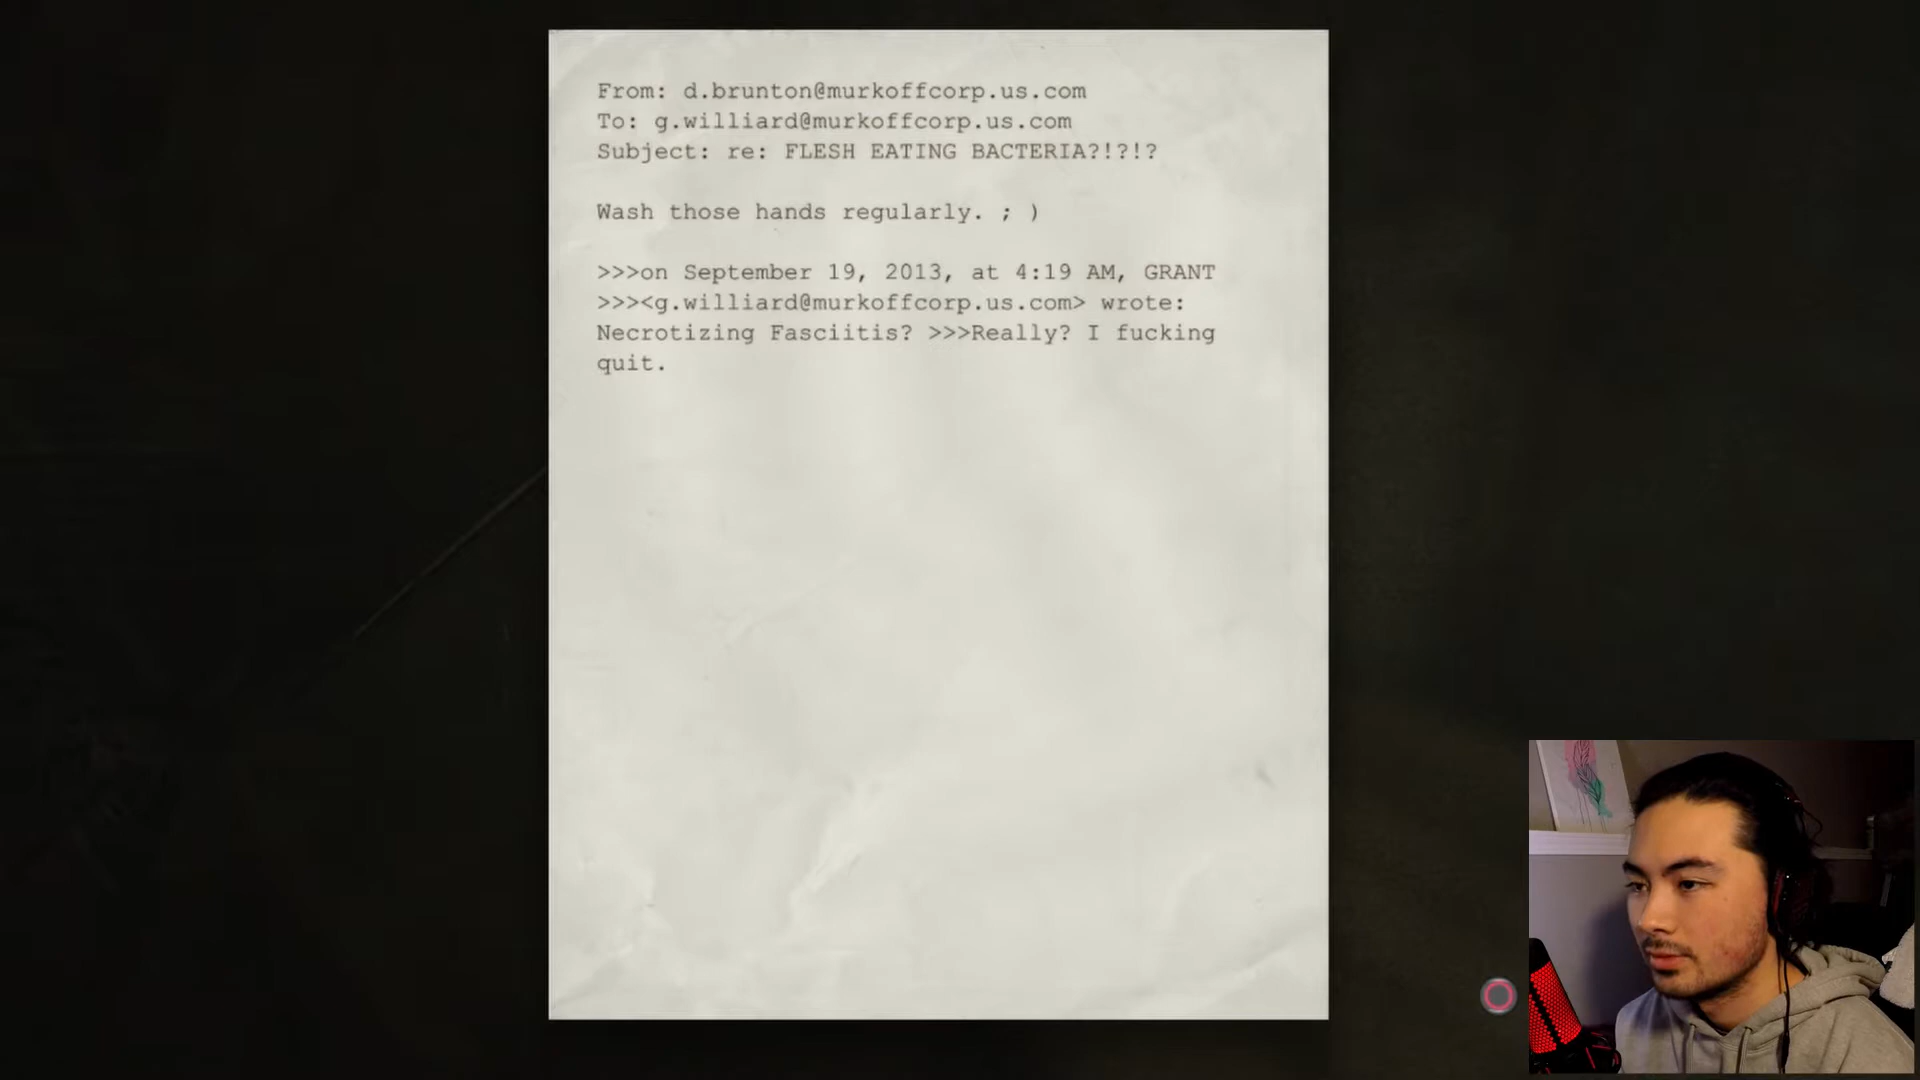 From: d.brunton@murkoffcorp.us.com
To: g.williard@murkoffcorp.us.com
Subject: re: FLESH EATING BACTERIA?!?!?
Wash those hands regularly. ; )
>>>on September 19, 2013, at 4:19 AM, GRANT
>>><g.williard@murkoffcorp.us.com> wrote:
Necrotizing Fasciitis? >>>Really? I fucking
quit.